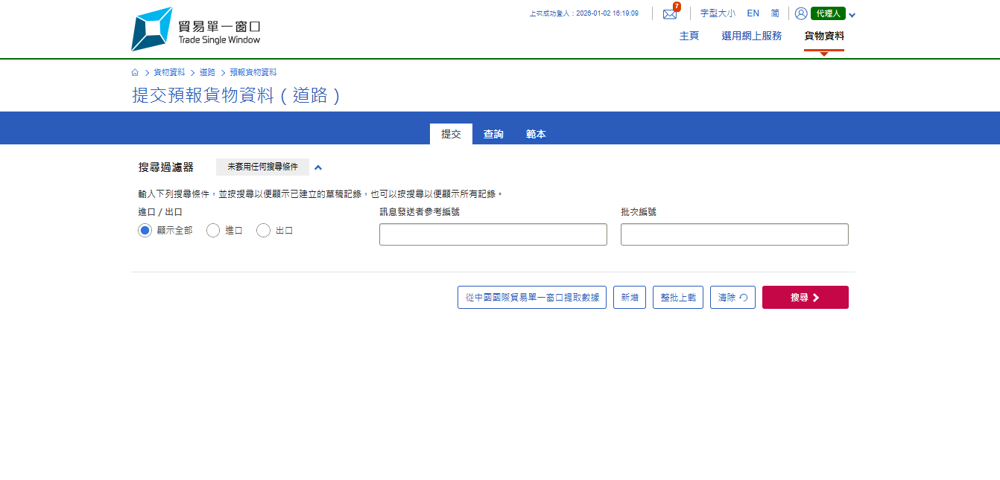 貿易單一窗口
Trade Single Window
上次成功登入：2026-01-02 16:19:09
7
字型大小 EN 简
代理人
主頁 選用網上服務 貨物資料
貨物資料 > 道路 > 預報貨物資料
提交預報貨物資料 ( 道路 )
提交 查詢 範本
搜尋過濾器 未套用任何搜尋條件
輸入下列搜尋條件，並按搜尋以便顯示已建立的草稿記錄，也可以按搜尋以便顯示所有記錄。
進口 / 出口 訊息發送者參考編號 批次編號
顯示全部 進口 出口
從中國國際貿易單一窗口提取數據 新增 整批上載 清除 搜尋